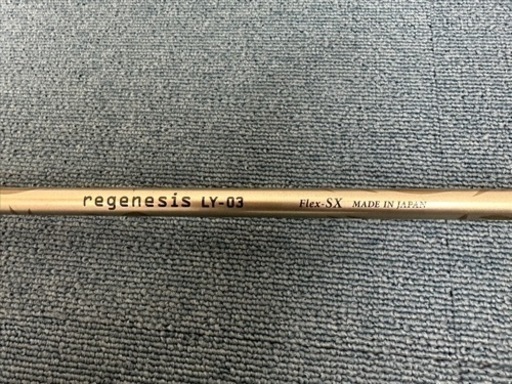 regenesis LY-03 Flex-SX MADE IN JAPAN